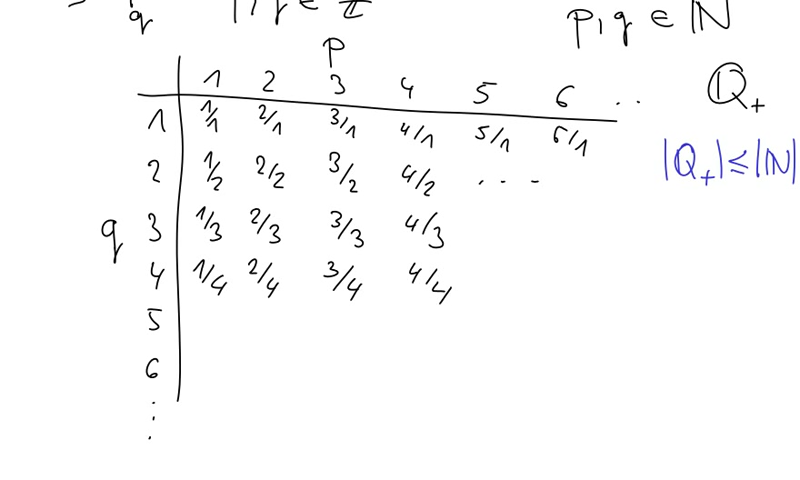 q p, q ∈ ℤ p, q ∈ ℕ
p
1 2 3 4 5 6 .. ℚ₊
1 1/1 2/1 3/1 4/1 5/1 6/1
2 1/2 2/2 3/2 4/2 ... |ℚ₊| ≤ |ℕ|
q 3 1/3 2/3 3/3 4/3
4 1/4 2/4 3/4 4/4
5
6
⋮